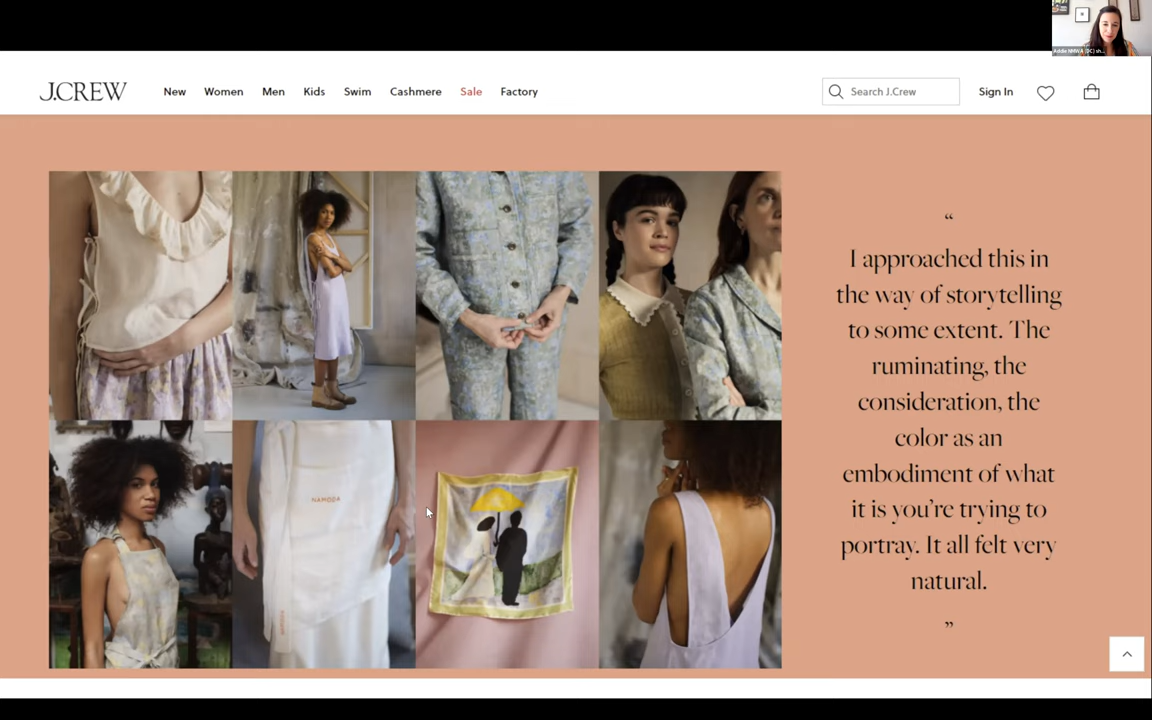 J.CREW
New Women Men Kids Swim Cashmere Sale Factory
Search J.Crew
Sign In
“
I approached this in
the way of storytelling
to some extent. The
ruminating, the
consideration, the
color as an
embodiment of what
it is you’re trying to
portray. It all felt very
natural.
”